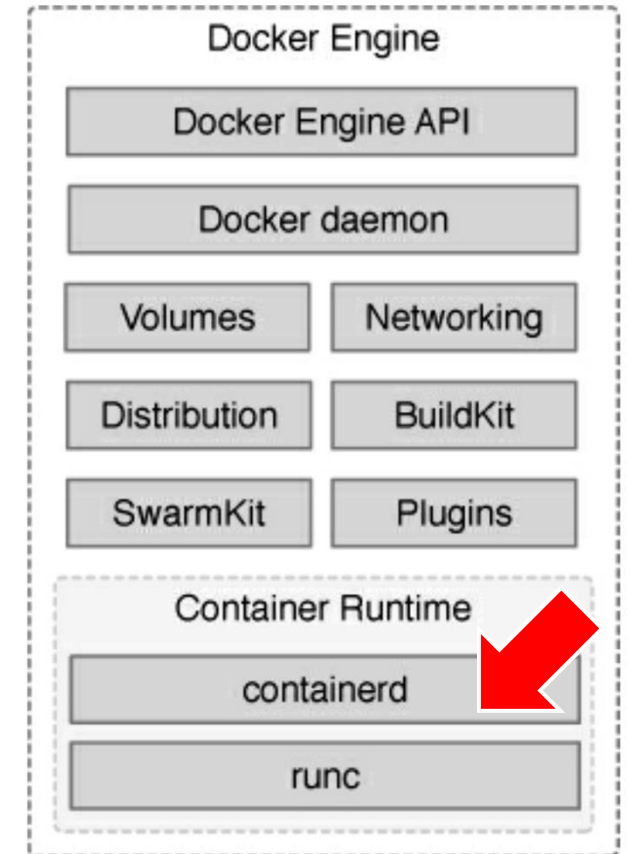 Docker Engine
Docker Engine API
Docker daemon
Volumes
Networking
Distribution
BuildKit
SwarmKit
Plugins
Container Runtime
containerd
runc